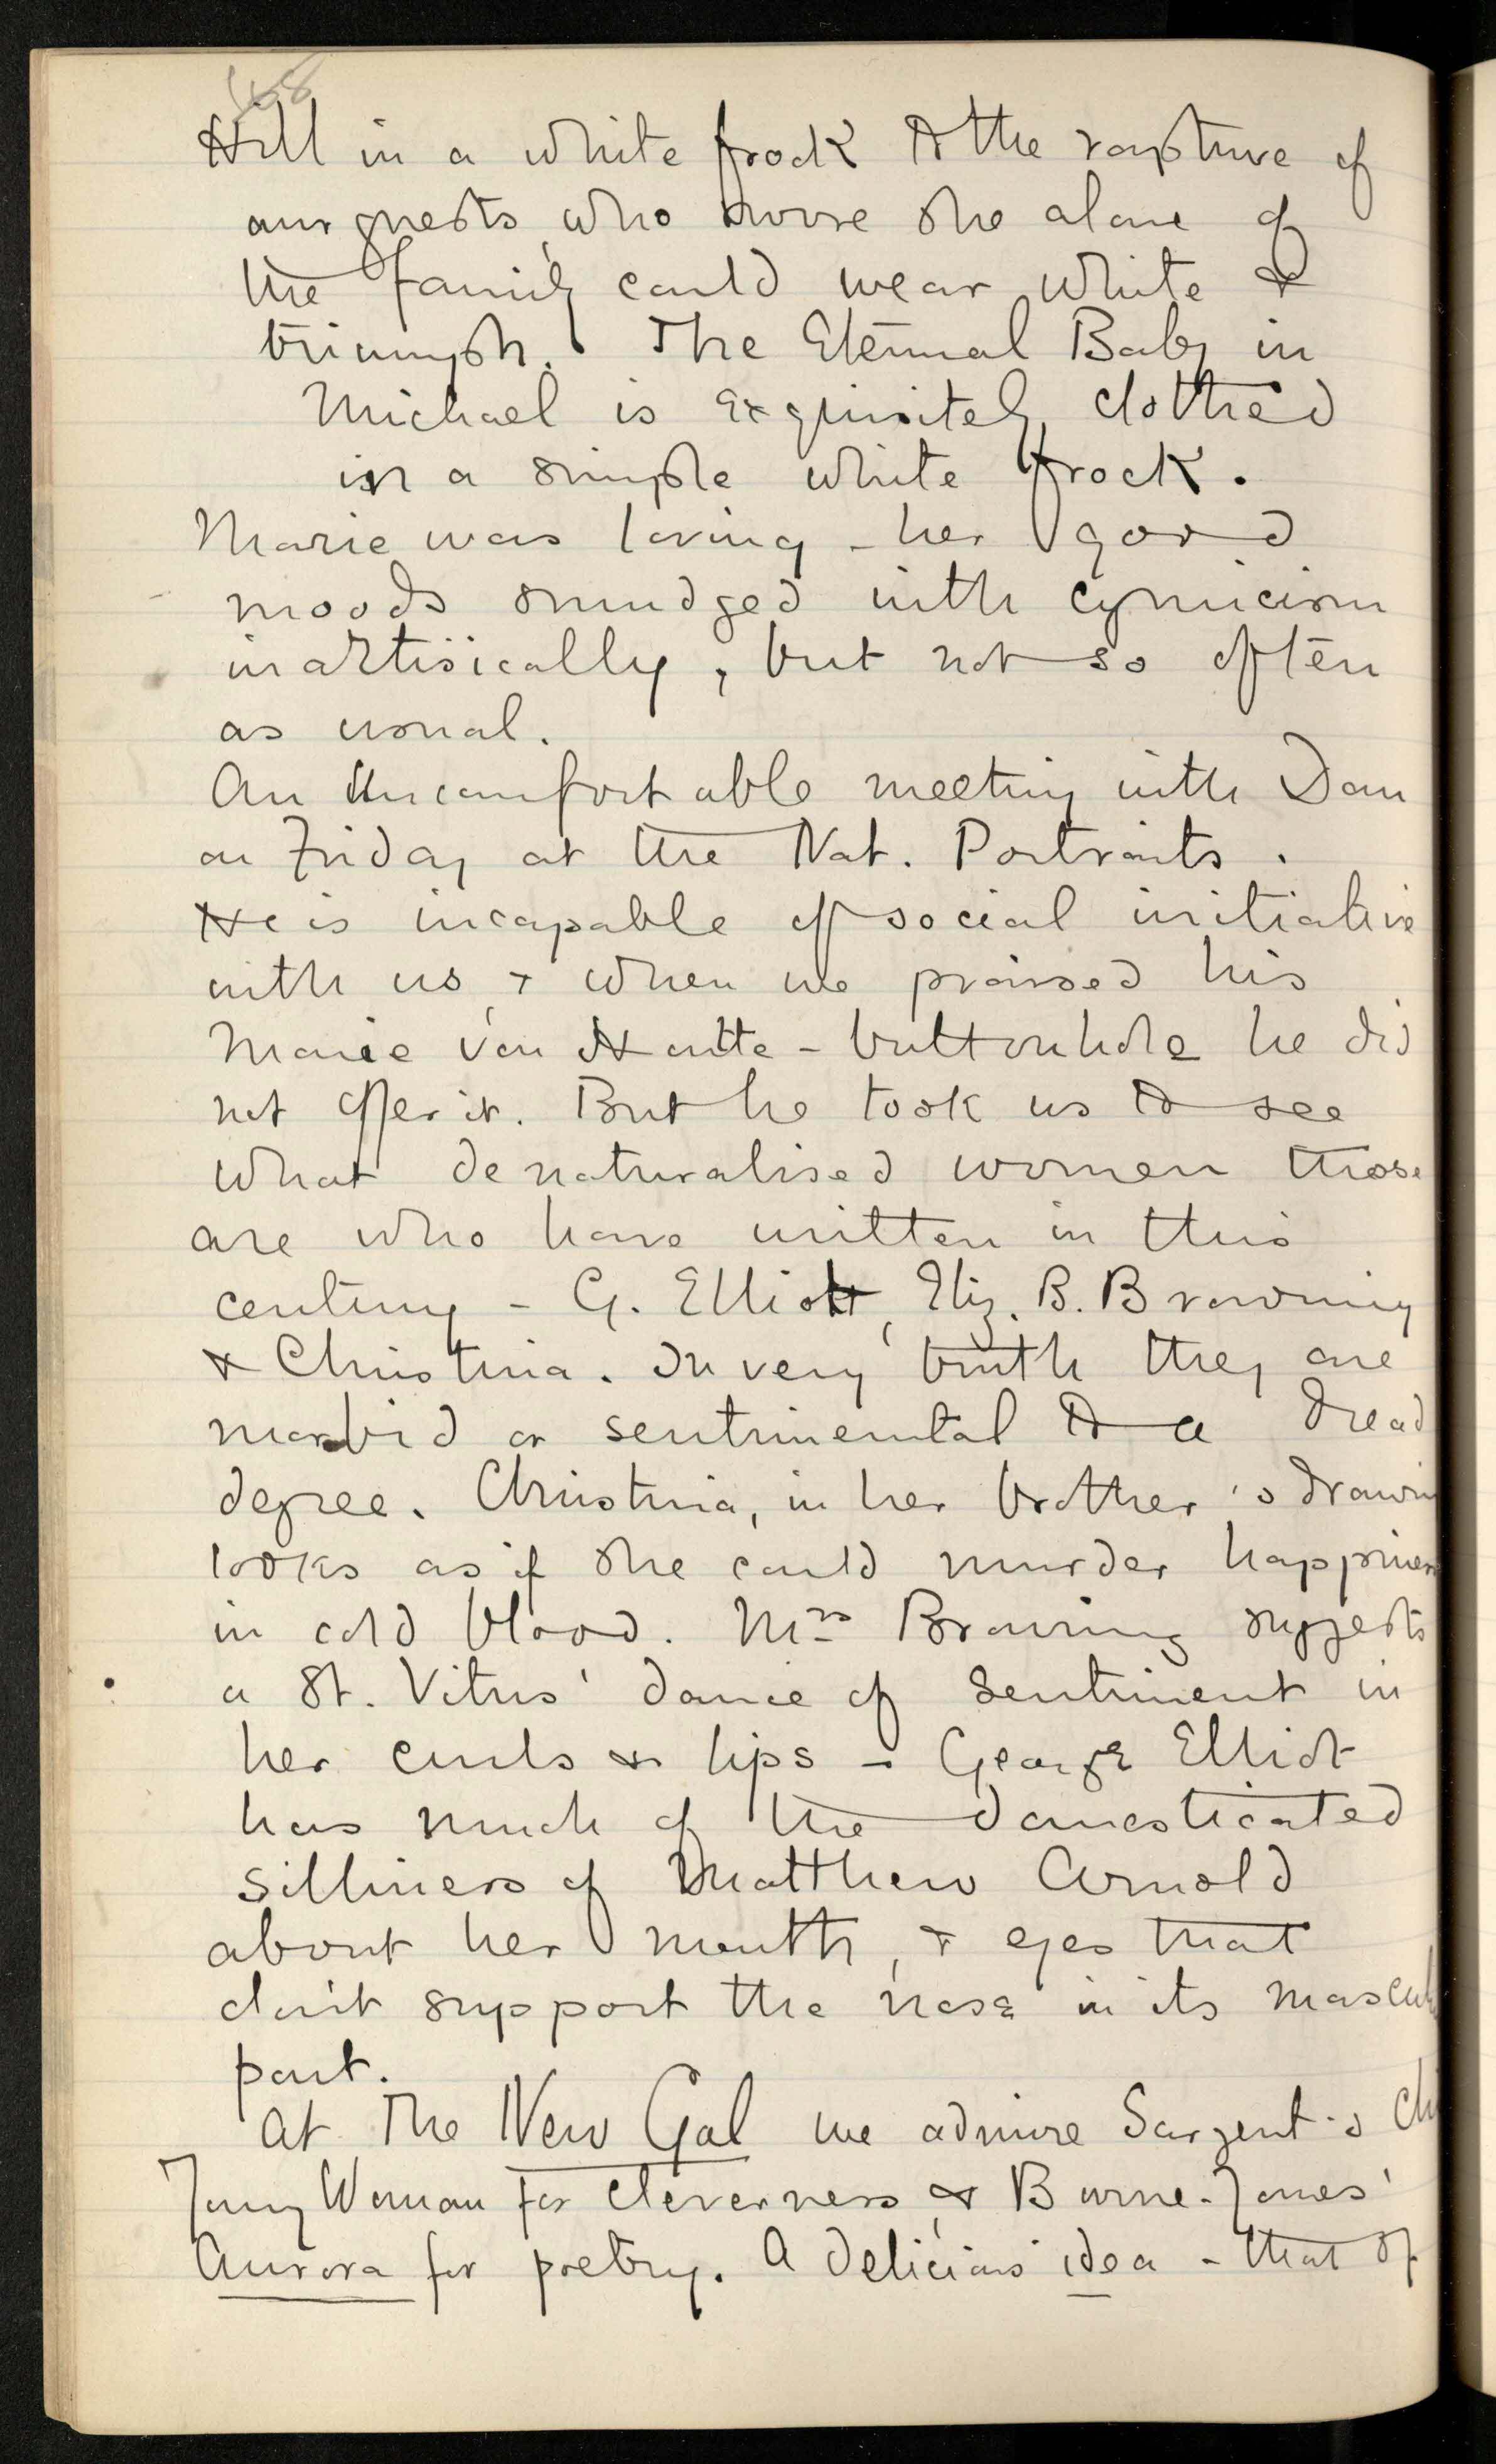 168
Hill in a white frock to the rapture of
our guests, who swore she alone of
the family could wear white &
triumph. The Eternal Baby in
Michael is exquisitely clothed
in a simple white frock.
Marie was loving - her good
moods smudged with cynicism
inartisically, but not so often
as usual.
An Uncomfortable meeting with Dan
on Friday at the Nat. Portraits.
He is incapable of social initiative
with us, & when we praised his
Marie van Houtte - buttonhole he did
not offer it. But he took us to see
what denaturalised women those
are who have written in this
century - G. Elliott, Eliz. B. Browning
& Christina. In very truth they are
morbid or sentimental to a dread
degree. Christina, in her brother's drawing
looks as if she could murder happiness
in cold blood. Mrs Browning suggests
a St. Vitus' dance of Sentiment in
her curls & lips - George Elliot
has much of the domesticated
silliness of Matthew Arnold
about her mouth, & eyes that
don't support the nose in its mascul
part.
At The New Gal we admire Sargent's
Young Woman for cleverness, & Burne-Jones'
Aurora for poetry. A delicious idea - that of